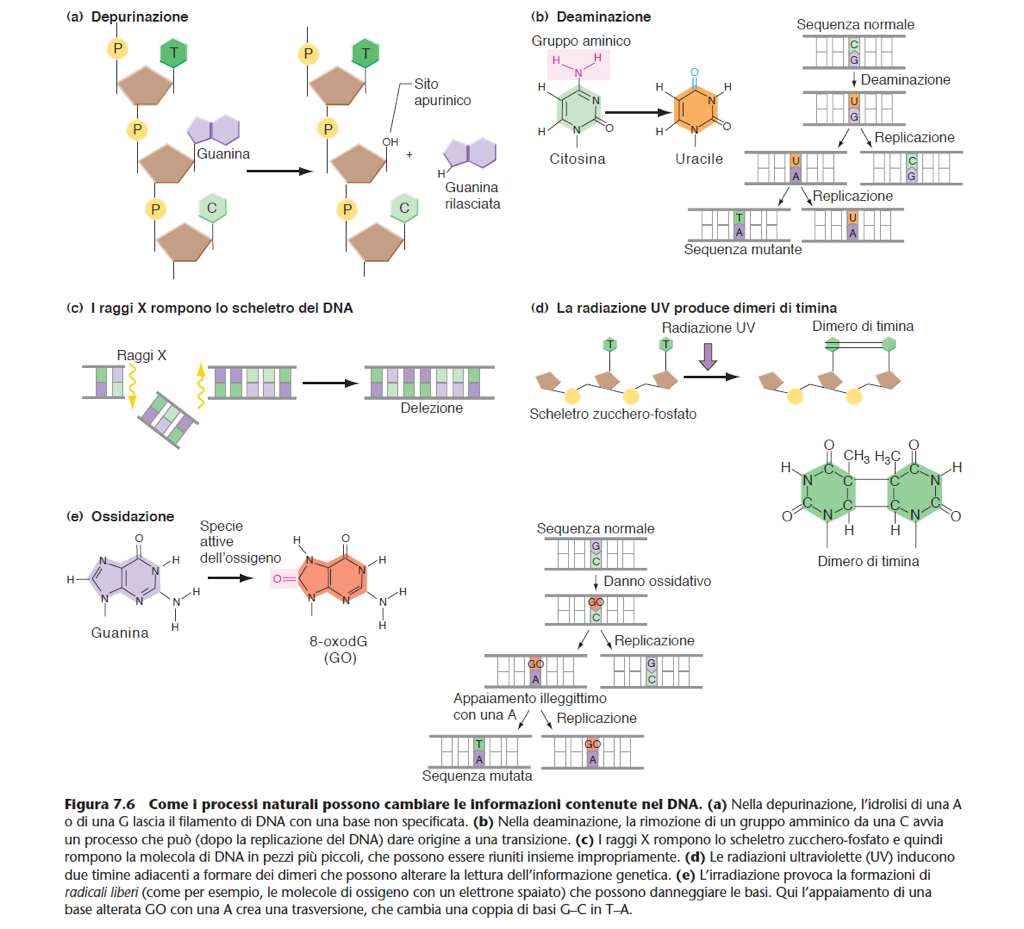 (a) Depurinazione
P
T
P
Guanina
P
C
P
T
Sito
apurinico
P
OH
+
H
Guanina
rilasciata
P
C
(b) Deaminazione
Gruppo aminico
H
H
N
H
N
H
N
O
Citosina
O
H
N
H
H
N
O
Uracile
Sequenza normale
C
G
Deaminazione
U
G
Replicazione
U
A
C
G
Replicazione
T
A
U
A
Sequenza mutante
(c) I raggi X rompono lo scheletro del DNA
Raggi X
Delezione
(d) La radiazione UV produce dimeri di timina
Radiazione UV
Dimero di timina
T
T
Scheletro zucchero-fosfato
O
O
CH3 H3C
H
C
C
H
N
C
C
N
C
C
C
C
O
N
N
O
H
H
Dimero di timina
(e) Ossidazione
Specie
attive
dell'ossigeno
O
N
N
H
H
N
N
N
H
H
Guanina
H
O
N
N
H
O
N
N
N
H
H
8-oxodG
(GO)
Sequenza normale
G
C
Danno ossidativo
GO
C
Replicazione
GO
A
G
C
Appaiamento illeggittimo
con una A
Replicazione
T
A
GO
A
Sequenza mutata
Figura 7.6 Come i processi naturali possono cambiare le informazioni contenute nel DNA. (a) Nella depurinazione, l'idrolisi di una A
o di una G lascia il filamento di DNA con una base non specificata. (b) Nella deaminazione, la rimozione di un gruppo amminico da una C avvia
un processo che può (dopo la replicazione del DNA) dare origine a una transizione. (c) I raggi X rompono lo scheletro zucchero-fosfato e quindi
rompono la molecola di DNA in pezzi più piccoli, che possono essere riuniti insieme impropriamente. (d) Le radiazioni ultraviolette (UV) inducono
due timine adiacenti a formare dei dimeri che possono alterare la lettura dell'informazione genetica. (e) L'irradiazione provoca la formazioni di
radicali liberi (come per esempio, le molecole di ossigeno con un elettrone spaiato) che possono danneggiare le basi. Qui l'appaiamento di una
base alterata GO con una A crea una trasversione, che cambia una coppia di basi G–C in T–A.